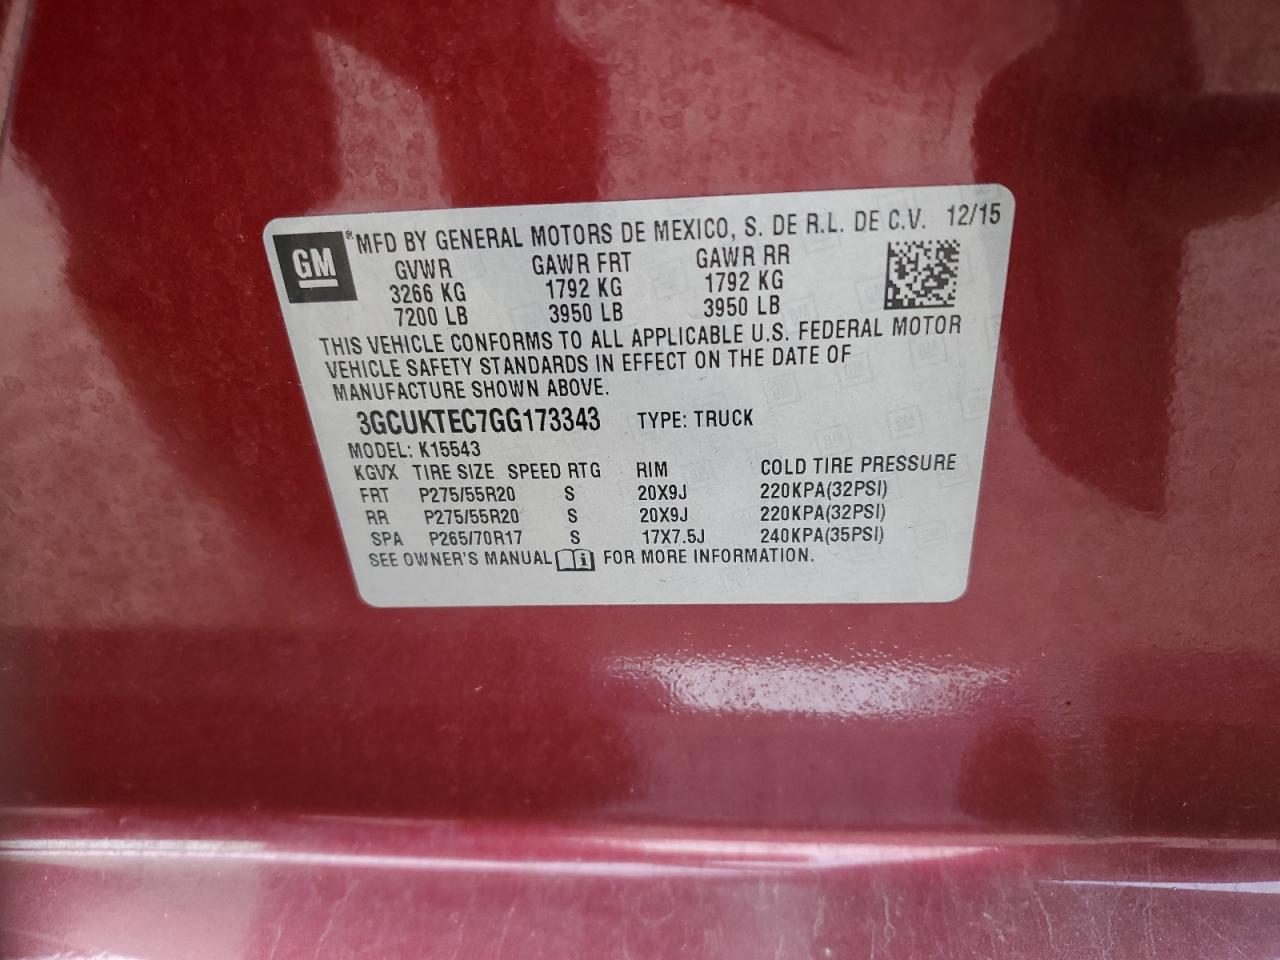 GM ® MFD BY GENERAL MOTORS DE MEXICO, S. DE R.L. DE C.V. 12/15
GVWR GAWR FRT GAWR RR
3266 KG 1792 KG 1792 KG
7200 LB 3950 LB 3950 LB
THIS VEHICLE CONFORMS TO ALL APPLICABLE U.S. FEDERAL MOTOR
VEHICLE SAFETY STANDARDS IN EFFECT ON THE DATE OF
MANUFACTURE SHOWN ABOVE.
3GCUKTEC7GG173343 TYPE: TRUCK
MODEL: K15543
KGVX TIRE SIZE SPEED RTG RIM COLD TIRE PRESSURE
FRT P275/55R20 S 20X9J 220KPA(32PSI)
RR P275/55R20 S 20X9J 220KPA(32PSI)
SPA P265/70R17 S 17X7.5J 240KPA(35PSI)
SEE OWNER'S MANUAL i FOR MORE INFORMATION.